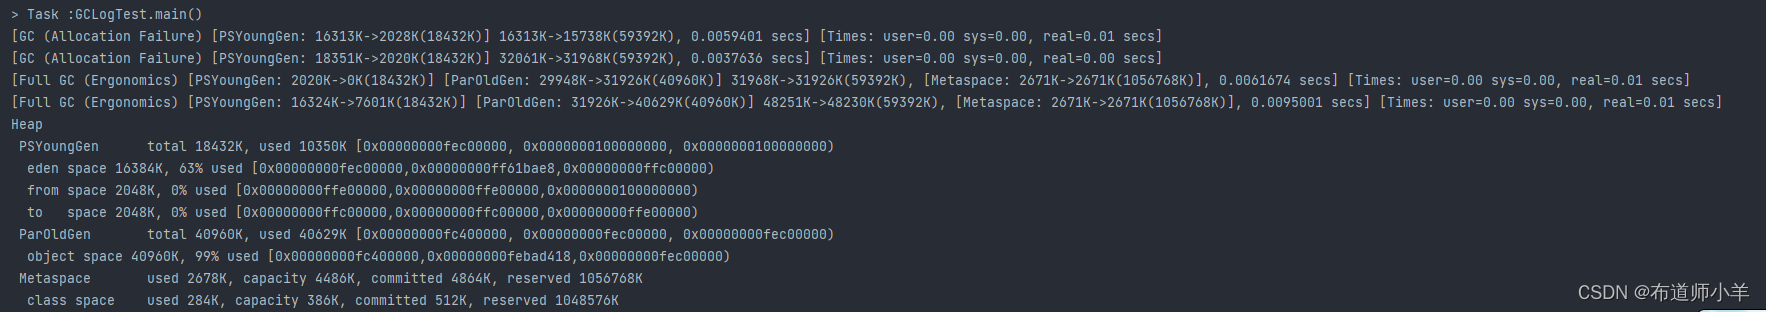 > Task :GCLogTest.main()
[GC (Allocation Failure) [PSYoungGen: 16313K->2028K(18432K)] 16313K->15738K(59392K), 0.0059401 secs] [Times: user=0.00 sys=0.00, real=0.01 secs]
[GC (Allocation Failure) [PSYoungGen: 18351K->2020K(18432K)] 32061K->31968K(59392K), 0.0037636 secs] [Times: user=0.00 sys=0.00, real=0.00 secs]
[Full GC (Ergonomics) [PSYoungGen: 2020K->0K(18432K)] [ParOldGen: 29948K->31926K(40960K)] 31968K->31926K(59392K), [Metaspace: 2671K->2671K(1056768K)], 0.0061674 secs] [Times: user=0.00 sys=0.00, real=0.01 secs]
[Full GC (Ergonomics) [PSYoungGen: 16324K->7601K(18432K)] [ParOldGen: 31926K->40629K(40960K)] 48251K->48230K(59392K), [Metaspace: 2671K->2671K(1056768K)], 0.0095001 secs] [Times: user=0.00 sys=0.00, real=0.01 secs]
Heap
 PSYoungGen      total 18432K, used 10350K [0x00000000fec00000, 0x0000000100000000, 0x0000000100000000)
  eden space 16384K, 63% used [0x00000000fec00000,0x00000000ff61bae8,0x00000000ffc00000)
  from space 2048K, 0% used [0x00000000ffe00000,0x00000000ffe00000,0x0000000100000000)
  to   space 2048K, 0% used [0x00000000ffc00000,0x00000000ffc00000,0x00000000ffe00000)
 ParOldGen       total 40960K, used 40629K [0x00000000fc400000, 0x00000000fec00000, 0x00000000fec00000)
  object space 40960K, 99% used [0x00000000fc400000,0x00000000febad418,0x00000000fec00000)
 Metaspace       used 2678K, capacity 4486K, committed 4864K, reserved 1056768K
  class space    used 284K, capacity 386K, committed 512K, reserved 1048576K
CSDN @布道师小羊